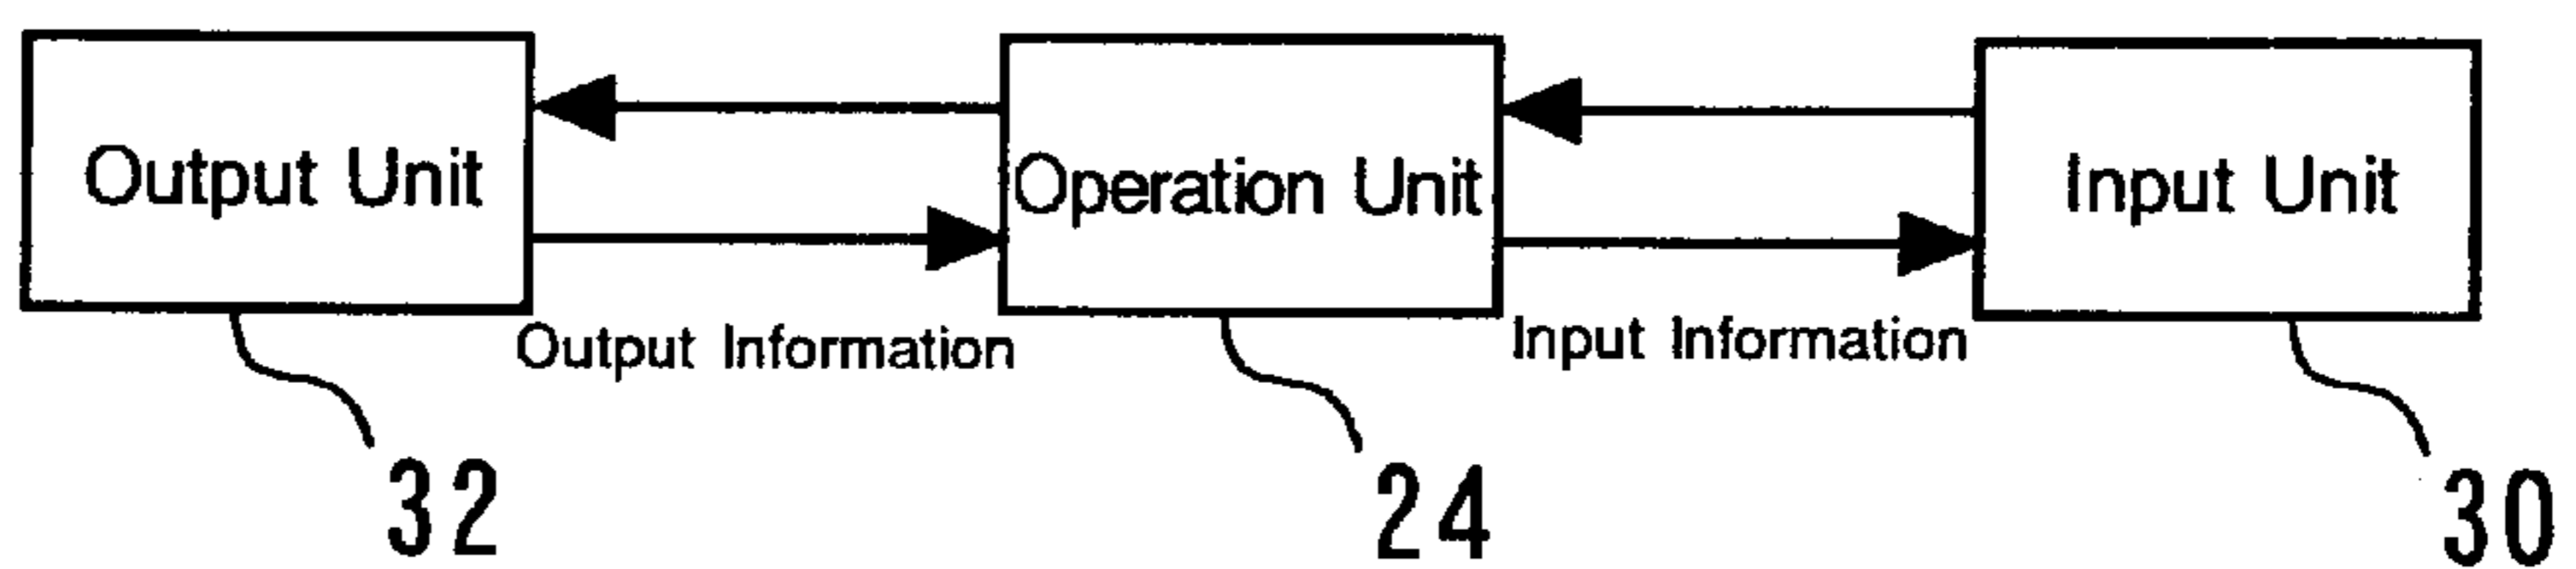 Output Unit
Operation Unit
Input Unit
Output Information
Input Information
32
24
30